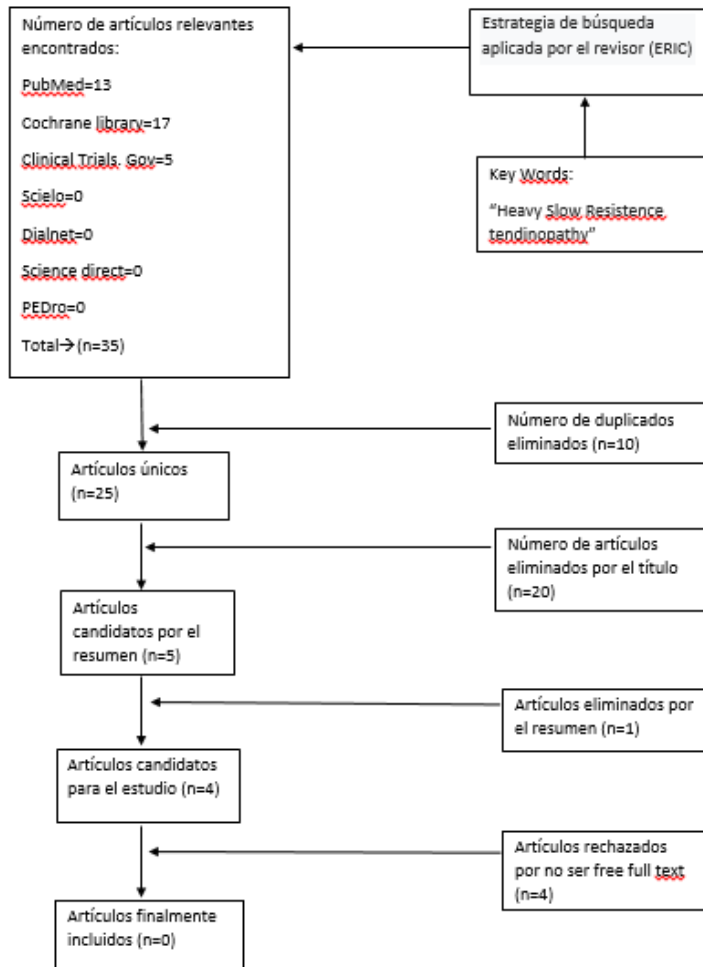 Número de artículos relevantes
encontrados:
PubMed=13
Cochrane library=17
Clinical Trials. Gov=5
Scielo=0
Dialnet=0
Science direct=0
PEDro=0
Total→(n=35)
Estrategia de búsqueda
aplicada por el revisor (ERIC)
Key Words:
“Heavy Slow Resistence
tendinopathy”
Número de duplicados
eliminados (n=10)
Artículos únicos
(n=25)
Número de artículos
eliminados por el título
(n=20)
Artículos
candidatos por el
resumen (n=5)
Artículos eliminados por
el resumen (n=1)
Artículos candidatos
para el estudio (n=4)
Artículos rechazados
por no ser free full text
(n=4)
Artículos finalmente
incluidos (n=0)